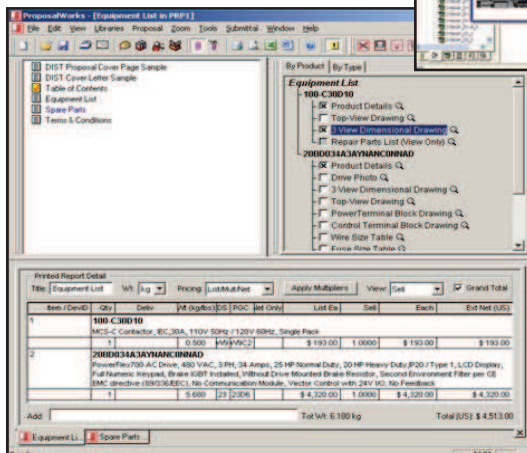 ProposalWorks - [Equipment List in PRP1]
File Edit View Libraries Proposal Zoom Tools Submittal Window Help
DIST Proposal Cover Page Sample
DIST Cover Letter Sample
Table of Contents
Equipment List
Spare Parts
Terms & Conditions
By Product By Type
Equipment List
100-C30D10
Product Details
Top-View Drawing
3 View Dimensional Drawing
Repair Parts List (View Only)
20BD034A3AYNANC0NNAD
Product Details
Drive Photo
3 View Dimensional Drawing
Top-View Drawing
PowerTerminal Block Drawing
Control Terminal Block Drawing
Wire Size Table
Fuse Size Table
Printed Report Detail
Title: Equipment List Wt: kg Pricing: List/Mut/Net Apply Multipliers View: Sell Grand Total
Item / DevID Qty Deliv Wt (kg/lbs) DS PGC Net Only List Ea Sell Each Ext Net (US)
1 100-C30D10
MCS-C Contactor, IEC,30A, 110V 50Hz / 120V 60Hz, Single Pack
1 0.500 $ 193.00 1.0000 $ 193.00 $ 193.00
2 20BD034A3AYNANC0NNAD
PowerFlex700 AC Drive, 480 VAC, 3 PH, 34 Amps, 25 HP Normal Duty, 20 HP Heavy Duty,IP20 / Type 1, LCD Display,
Full Numeric Keypad, Brake IGBT Installed, Without Drive Mounted Brake Resistor, Second Environment Filter per CE
EMC directive (89/336/EEC), No Communication Module, Vector Control with 24V I/O, No Feedback
1 5.680 23 23D6 $ 4,320.00 1.0000 $ 4,320.00 $ 4,320.00
Add: Tot Wt: 6.180 kg Total (US): $ 4,513.00
Equipment Li... Spare Parts